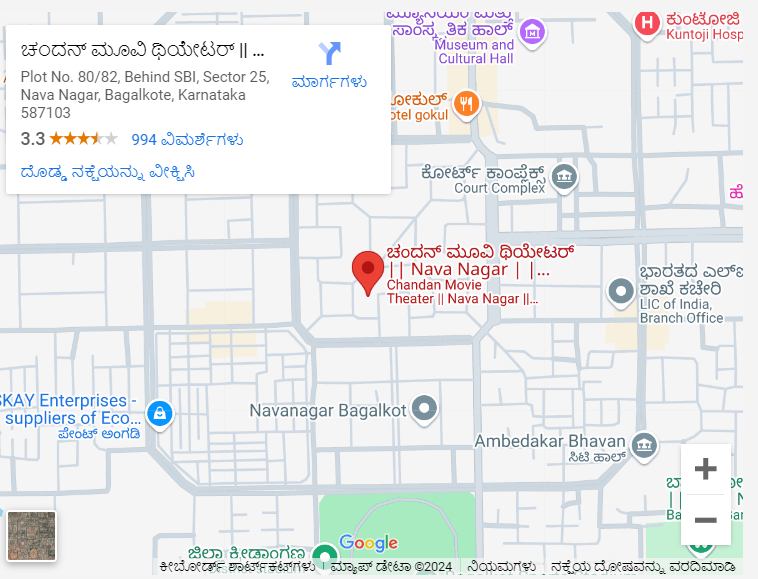 ಚಂದನ್ ಮೂವಿ ಥಿಯೇಟರ್ || ...
Plot No. 80/82, Behind SBI, Sector 25,
Nava Nagar, Bagalkote, Karnataka
587103
3.3 994 ವಿಮರ್ಶೆಗಳು
ದೊಡ್ಡ ನಕ್ಷೆಯನ್ನು ವೀಕ್ಷಿಸಿ
ಮಾರ್ಗಗಳು
ಮ್ಯೂಸಿಯಂ ಮತ್ತು
ಸಾಂಸ್ಕೃತಿಕ ಹಾಲ್
Museum and
Cultural Hall
ಕುಂಟೋಜಿ
Kuntoji Hosp
ೋಕುಲ್
otel gokul
ಕೋರ್ಟ್ ಕಾಂಪ್ಲೆಕ್ಸ್
Court Complex
ಹೆ
ಚಂದನ್ ಮೂವಿ ಥಿಯೇಟರ್
|| Nava Nagar ||...
Chandan Movie
Theater || Nava Nagar ||...
ಭಾರತದ ಎಲ್ಐ
ಶಾಖೆ ಕಚೇರಿ
LIC of India,
Branch Office
SKAY Enterprises -
suppliers of Eco...
ಪೇಂಟ್ ಅಂಗಡಿ
Navanagar Bagalkot
Ambedakar Bhavan
ಸಿಟಿ ಹಾಲ್
ಜಿಲ್ಲಾ ಕ್ರೀಡಾಂಗಣ
Google
ಕೀಬೋರ್ಡ್ ಶಾರ್ಟ್‌ಕಟ್‌ಗಳು ಮ್ಯಾಪ್ ಡೇಟಾ ©2024 ನಿಯಮಗಳು ನಕ್ಷೆಯ ದೋಷವನ್ನು ವರದಿಮಾಡಿ